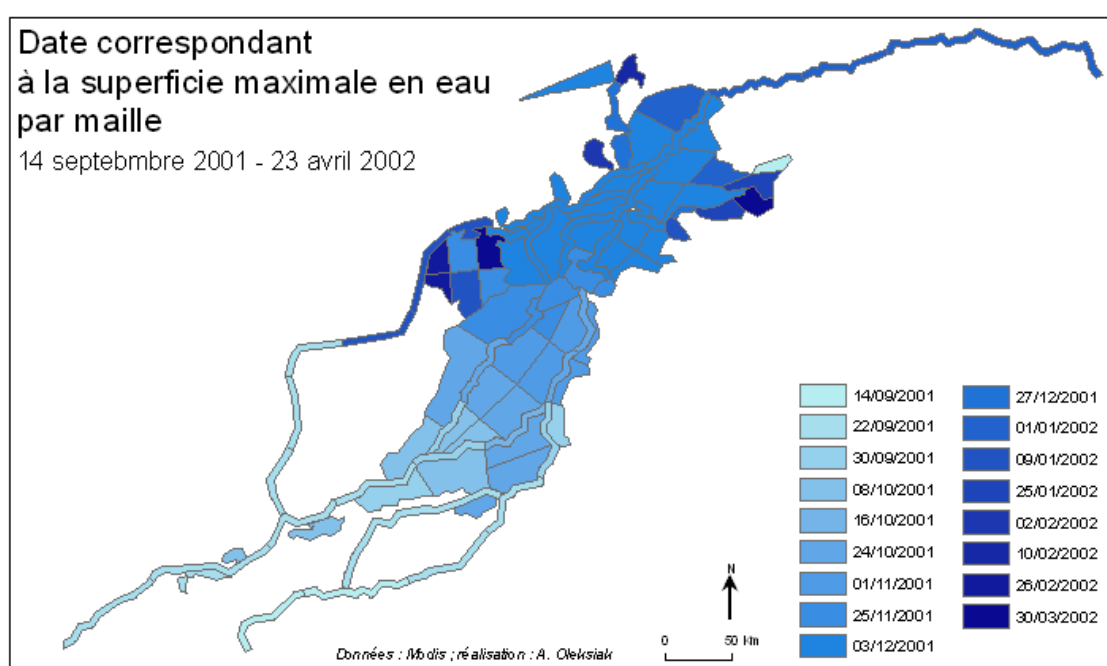 Date correspondant
à la superficie maximale en eau
par maille
14 septebmbre 2001 - 23 avril 2002
14/09/2001
22/09/2001
30/09/2001
08/10/2001
16/10/2001
24/10/2001
01/11/2001
25/11/2001
03/12/2001
27/12/2001
01/01/2002
09/01/2002
25/01/2002
02/02/2002
10/02/2002
26/02/2002
30/03/2002
N
0 50 km
Données : Modis ; réalisation : A. Oleksiak